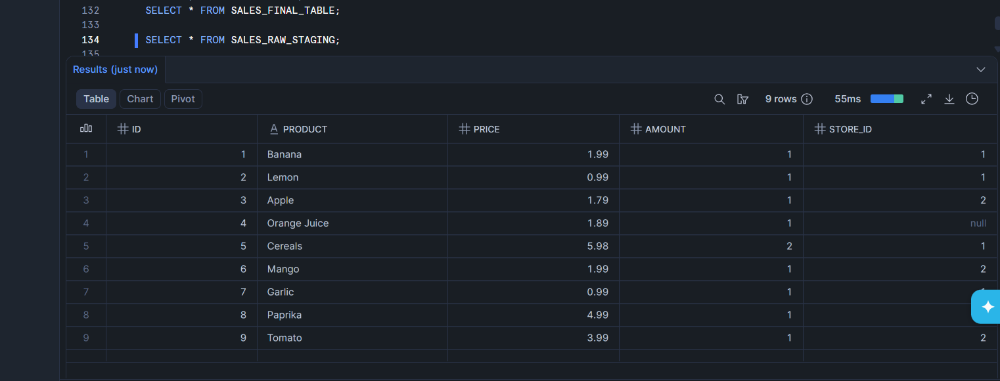 132 SELECT * FROM SALES_FINAL_TABLE;
133
134 SELECT * FROM SALES_RAW_STAGING;
135
Results (just now)
Table Chart Pivot 9 rows 55ms
ID PRODUCT PRICE AMOUNT STORE_ID
1 1 Banana 1.99 1 1
2 2 Lemon 0.99 1 1
3 3 Apple 1.79 1 2
4 4 Orange Juice 1.89 1 null
5 5 Cereals 5.98 2 1
6 6 Mango 1.99 1 2
7 7 Garlic 0.99 1
8 8 Paprika 4.99 1
9 9 Tomato 3.99 1 2